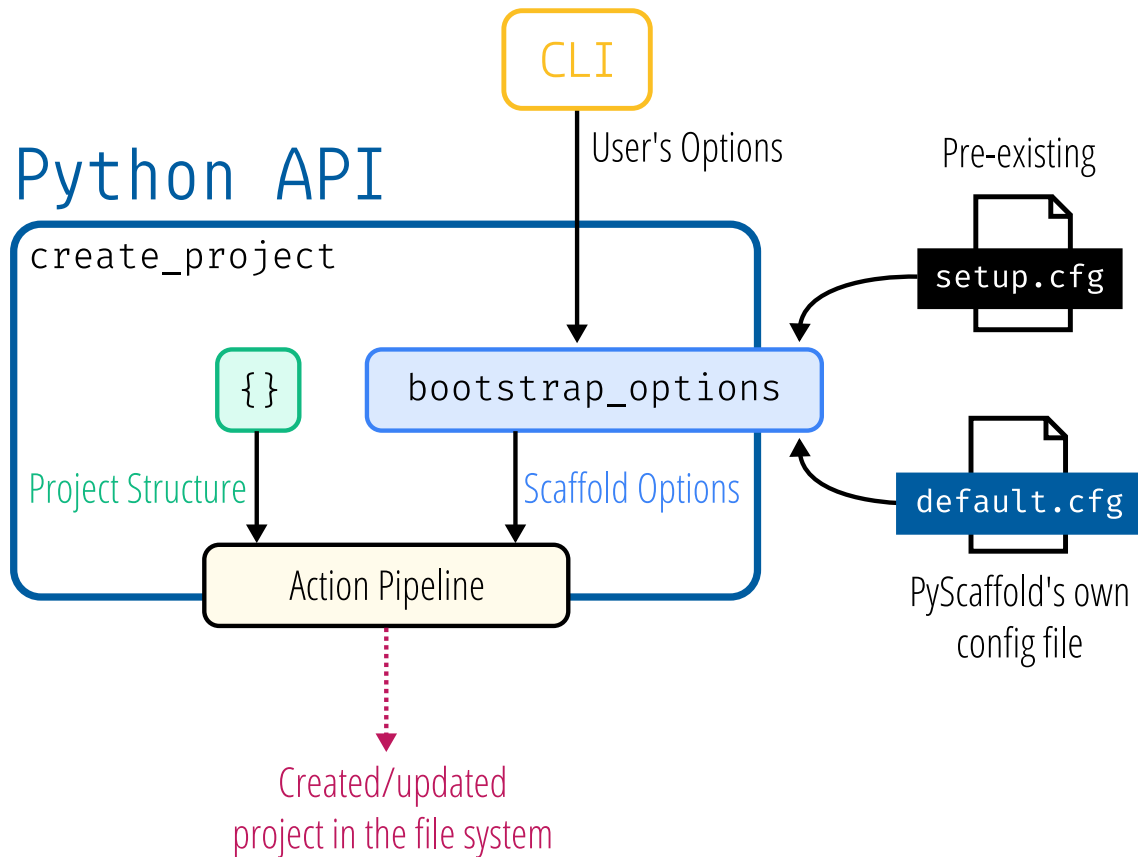 CLI
User's Options
Python API
Pre-existing
create_project
setup.cfg
{}
bootstrap_options
Project Structure
Scaffold Options
default.cfg
Action Pipeline
PyScaffold's own
config file
Created/updated
project in the file system